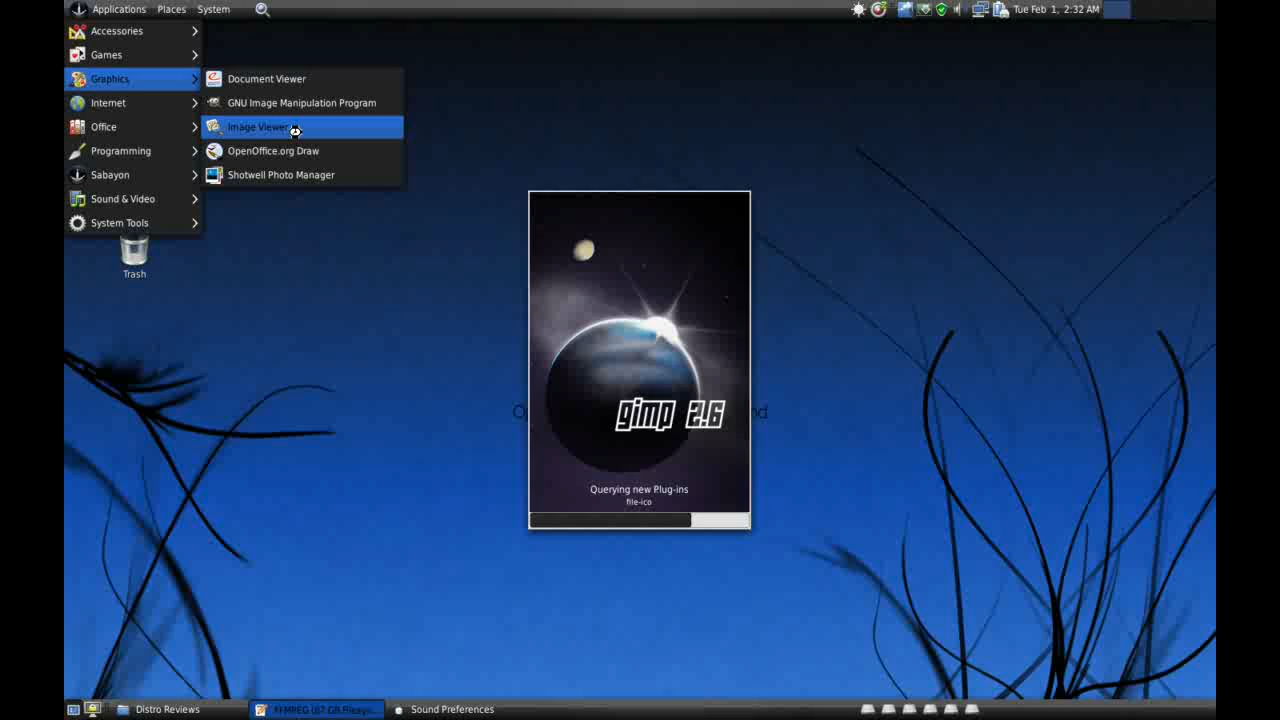 Applications Places System
Tue Feb 1, 2:32 AM
Accessories
Games
Graphics
Internet
Office
Programming
Sabayon
Sound & Video
System Tools
Document Viewer
GNU Image Manipulation Program
Image Viewer
OpenOffice.org Draw
Shotwell Photo Manager
Trash
gimp 2.6
Querying new Plug-ins
file-ico
Distro Reviews
Sound Preferences